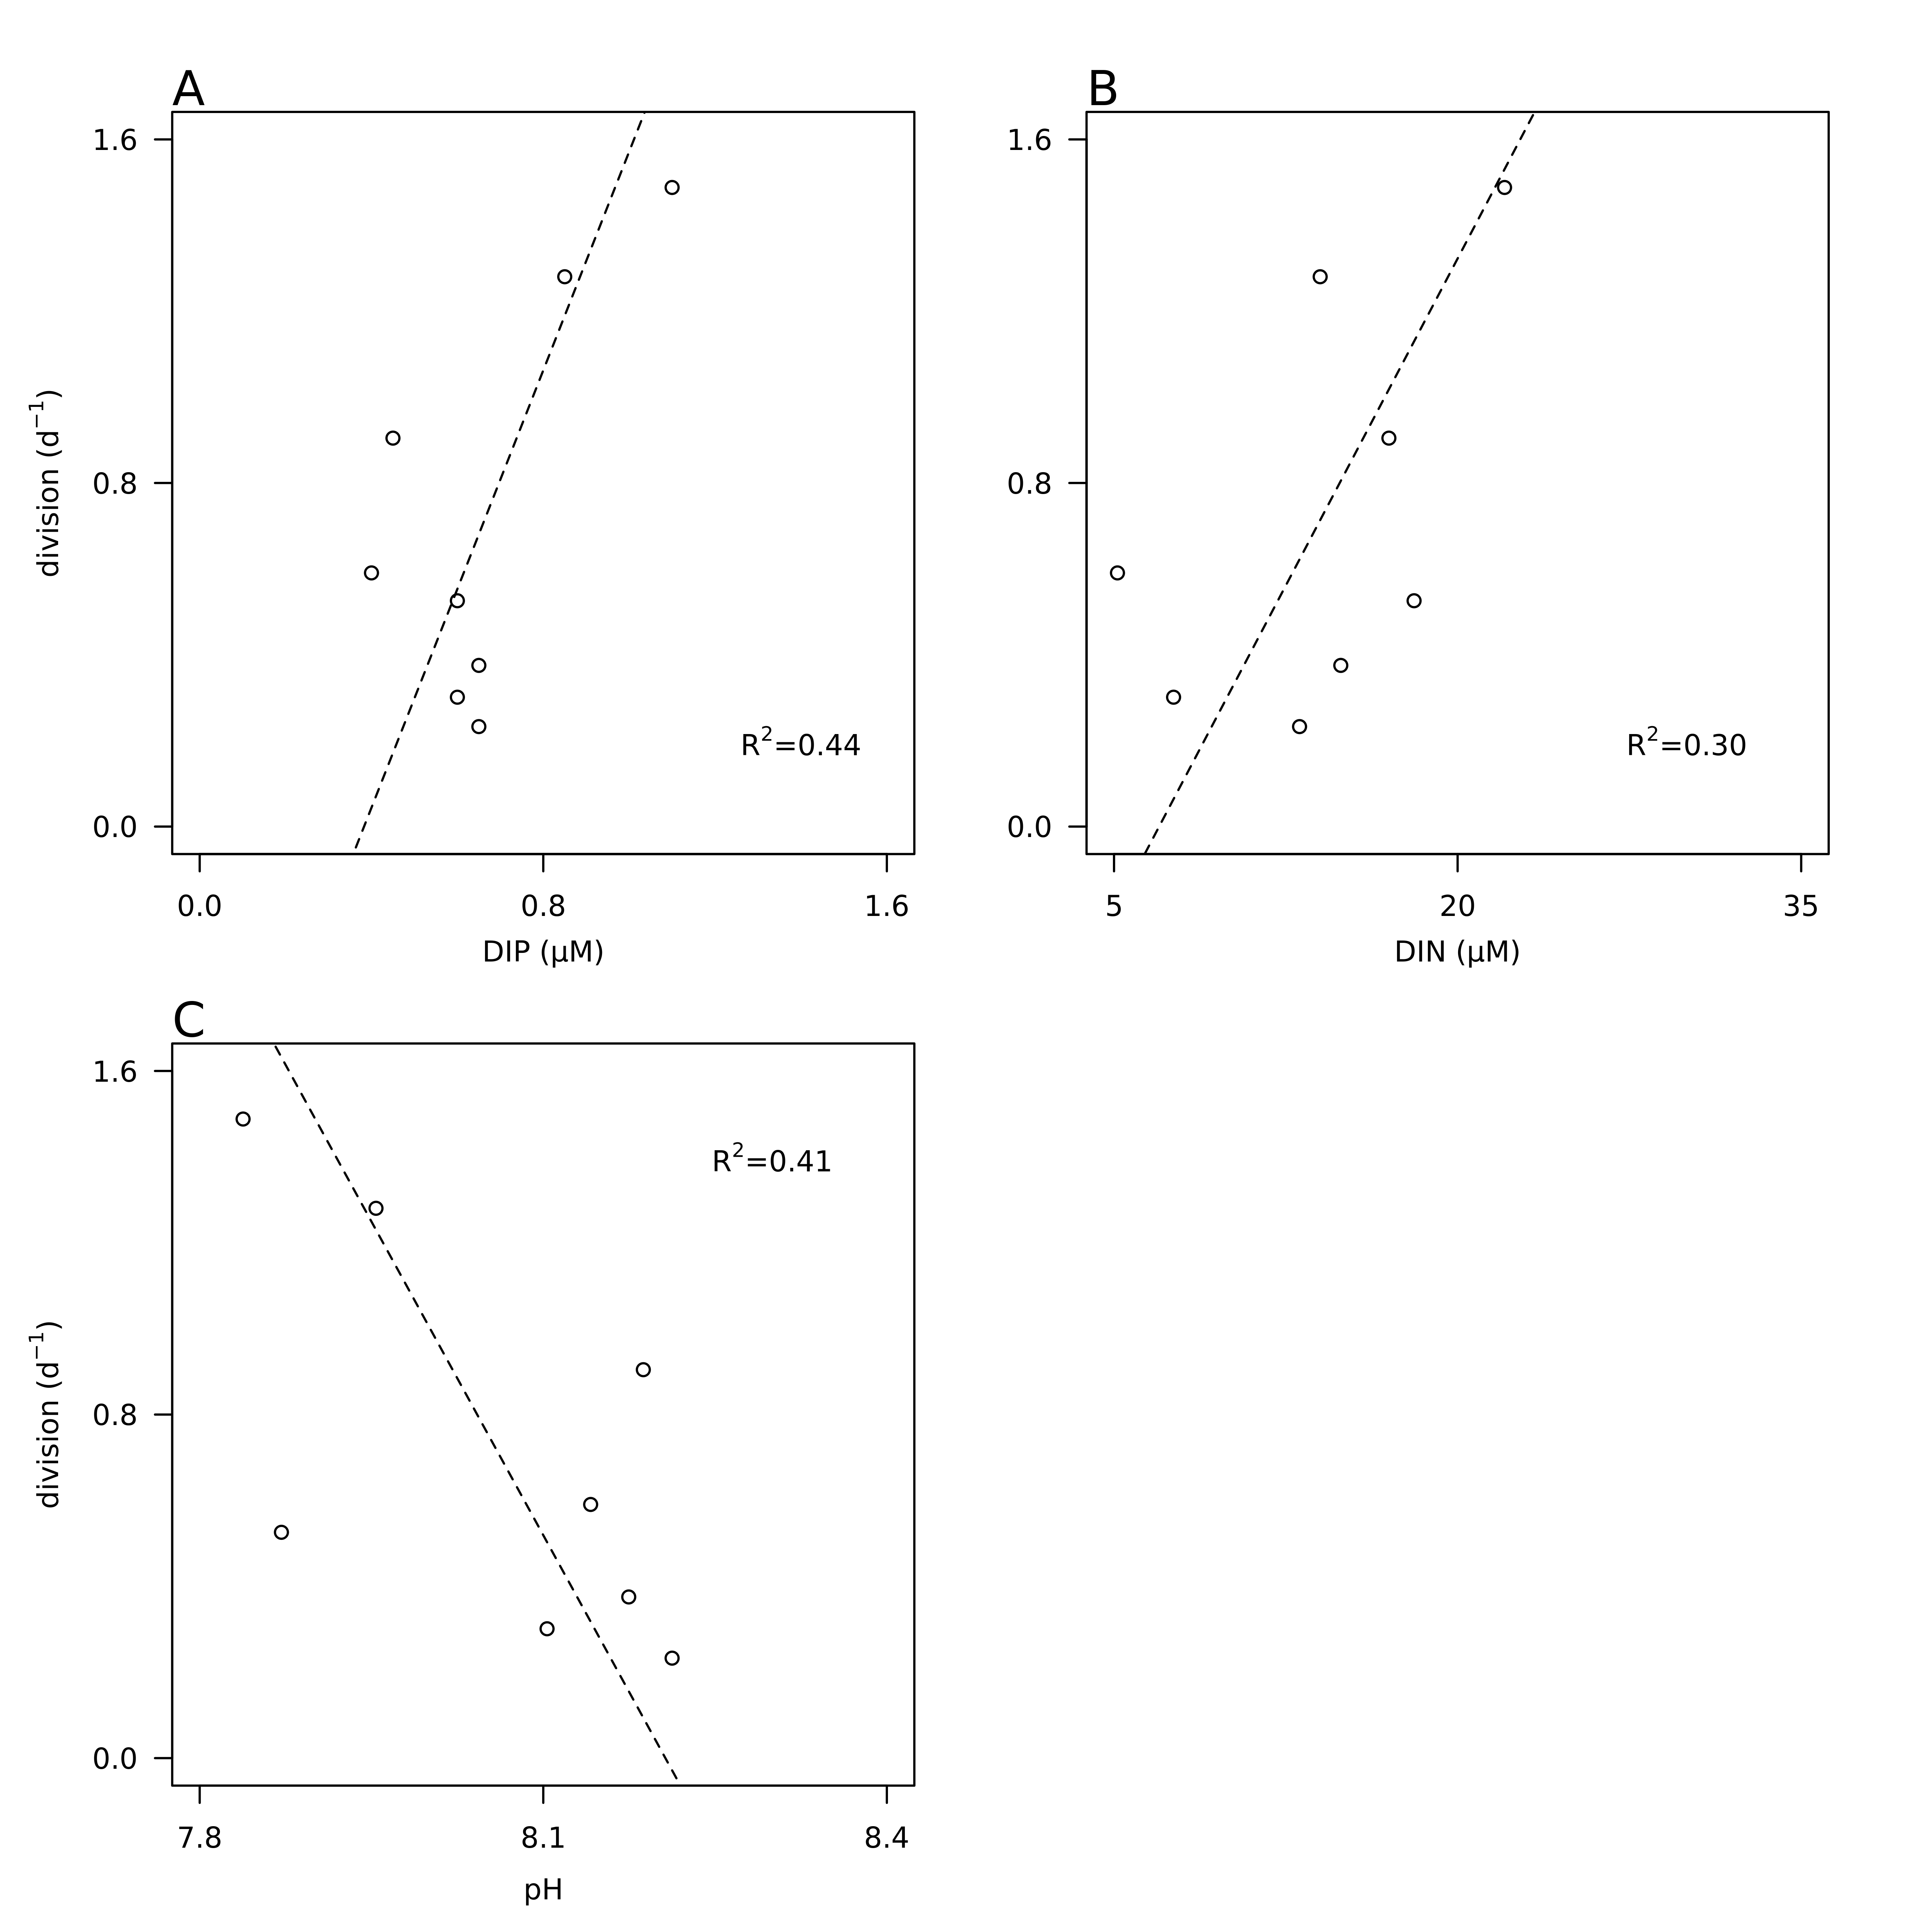 A
1.6
0.8
0.0
division (d⁻¹)
R²=0.44
0.0 0.8 1.6
DIP (μM)
B
1.6
0.8
0.0
R²=0.30
5 20 35
DIN (μM)
C
1.6
0.8
0.0
division (d⁻¹)
R²=0.41
7.8 8.1 8.4
pH